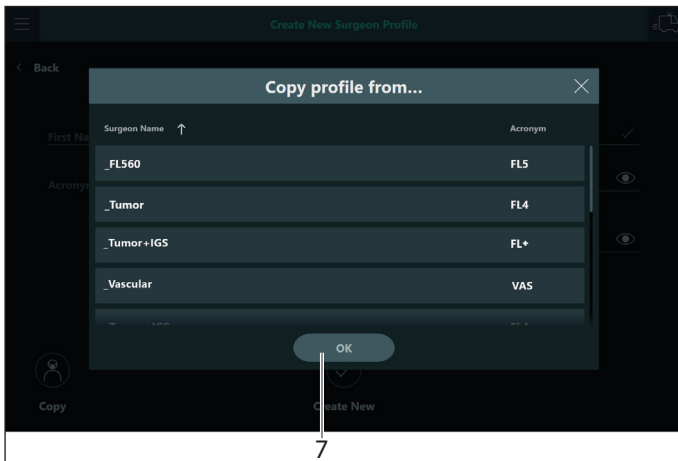 Create New Surgeon Profile
Back
Copy profile from...
First Na
Surgeon Name
Acronym
_FL560 FL5
Acrony
_Tumor FL4
_Tumor+IGS FL+
_Vascular VAS
OK
Copy
Create New
7